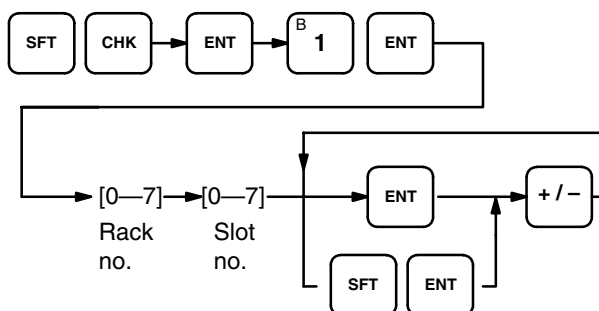 SFT CHK ENT B 1 ENT
[0—7] [0—7] ENT + / –
Rack Slot
no. no.
SFT ENT